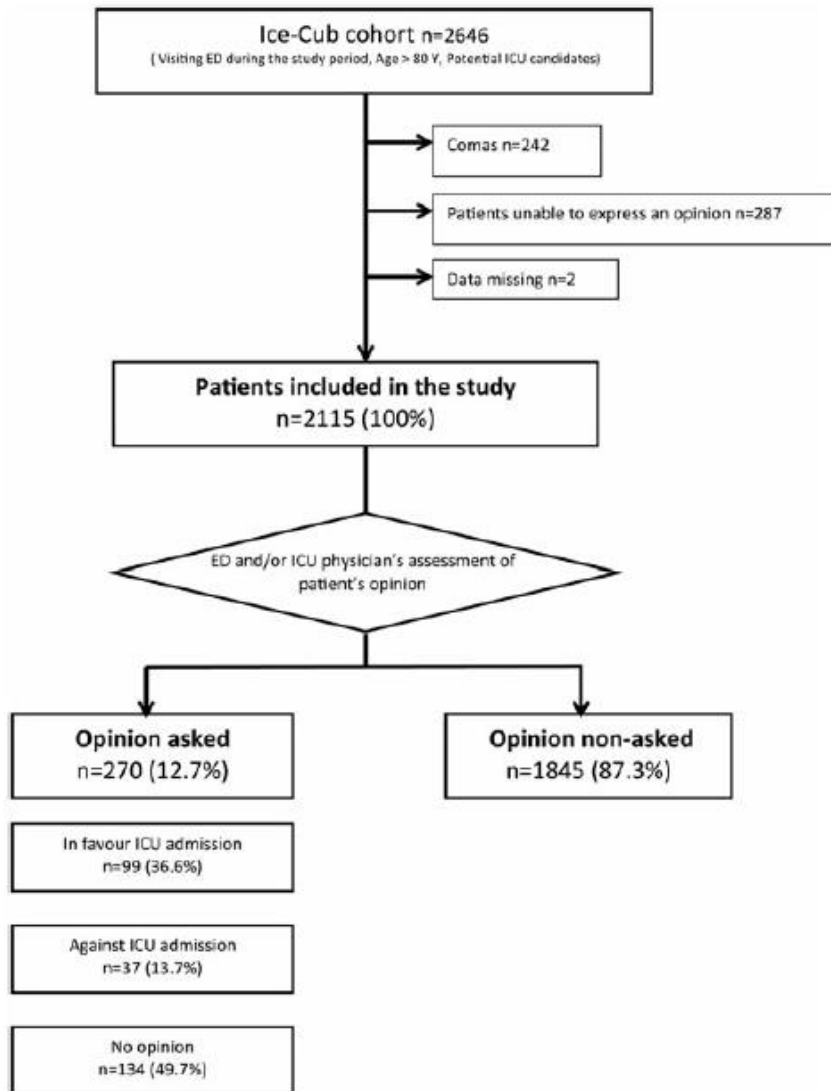 Ice-Cub cohort n=2646
( Visiting ED during the study period, Age > 80 Y, Potential ICU candidates)
Comas n=242
Patients unable to express an opinion n=287
Data missing n=2
Patients included in the study
n=2115 (100%)
ED and/or ICU physician's assessment of
patient's opinion
Opinion asked
n=270 (12.7%)
Opinion non-asked
n=1845 (87.3%)
In favour ICU admission
n=99 (36.6%)
Against ICU admission
n=37 (13.7%)
No opinion
n=134 (49.7%)